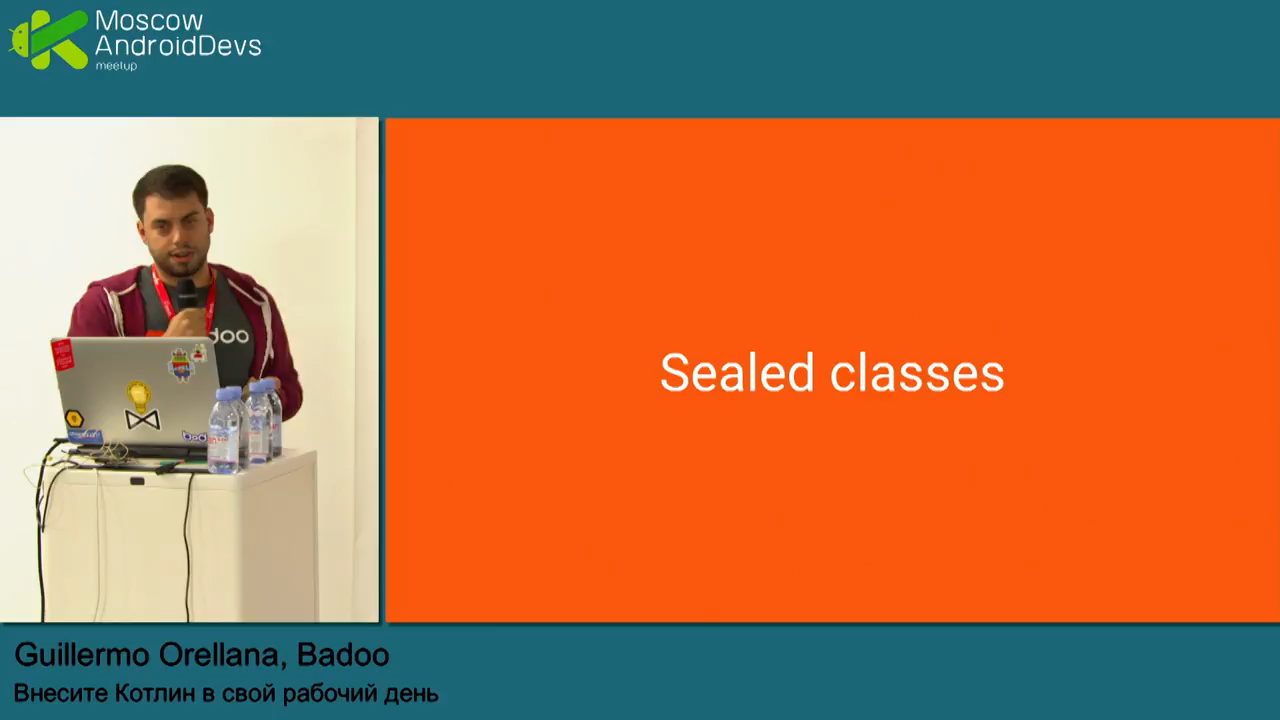 Moscow
AndroidDevs
meetup
Sealed classes
Guillermo Orellana, Badoo
Внесите Котлин в свой рабочий день